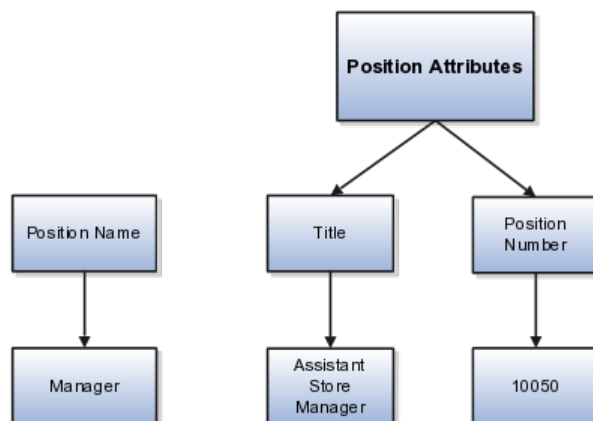 Position Attributes
Position Name
Title
Position
Number
Manager
Assistant
Store
Manager
10050